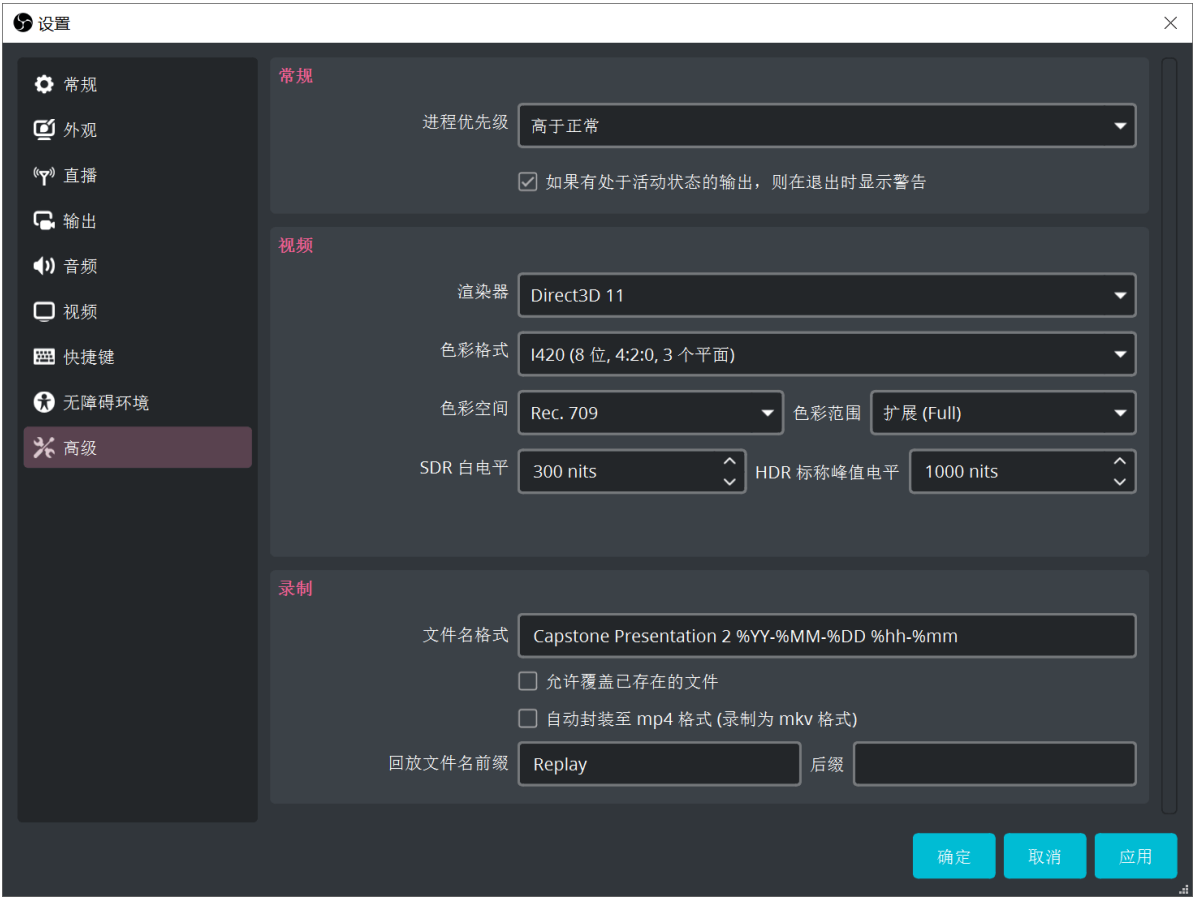 设置
常规
外观
直播
输出
音频
视频
快捷键
无障碍环境
高级
常规
进程优先级 高于正常
如果有处于活动状态的输出，则在退出时显示警告
视频
渲染器 Direct3D 11
色彩格式 I420 (8 位, 4:2:0, 3 个平面)
色彩空间 Rec. 709 色彩范围 扩展 (Full)
SDR 白电平 300 nits HDR 标称峰值电平 1000 nits
录制
文件名格式 Capstone Presentation 2 %YY-%MM-%DD %hh-%mm
允许覆盖已存在的文件
自动封装至 mp4 格式 (录制为 mkv 格式)
回放文件名前缀 Replay 后缀
确定 取消 应用